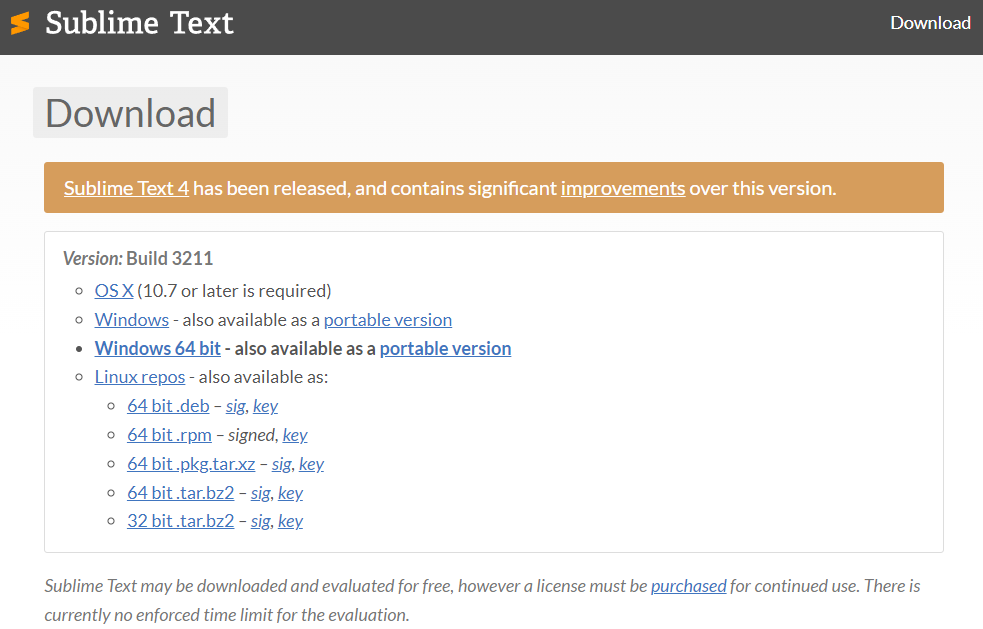 Sublime Text
Download
Download
Sublime Text 4 has been released, and contains significant improvements over this version.
Version: Build 3211
OS X (10.7 or later is required)
Windows - also available as a portable version
Windows 64 bit - also available as a portable version
Linux repos - also available as:
64 bit .deb – sig, key
64 bit .rpm – signed, key
64 bit .pkg.tar.xz – sig, key
64 bit .tar.bz2 – sig, key
32 bit .tar.bz2 – sig, key
Sublime Text may be downloaded and evaluated for free, however a license must be purchased for continued use. There is
currently no enforced time limit for the evaluation.